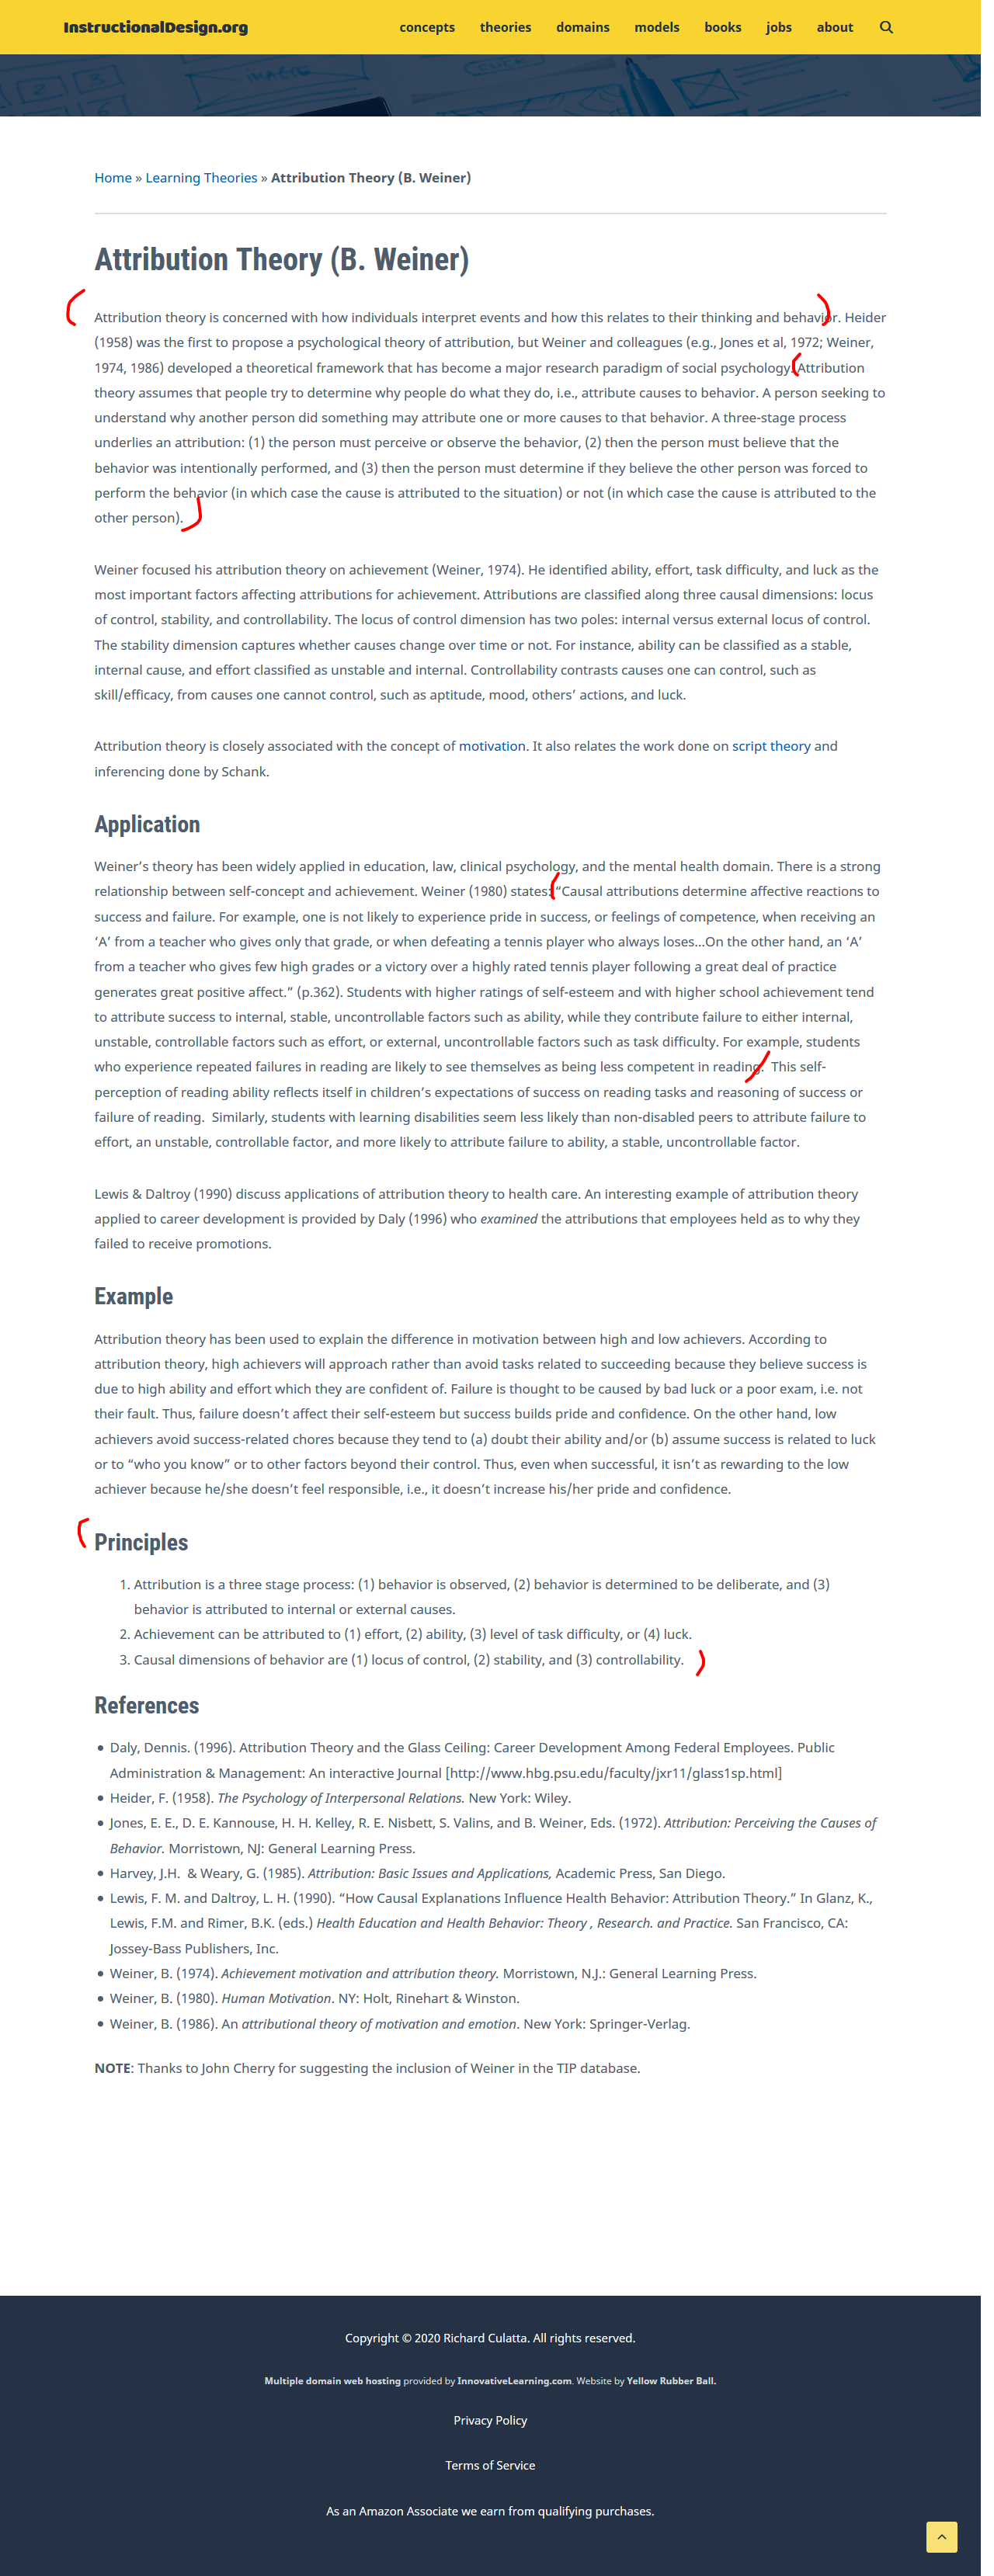 InstructionalDesign.org
concepts theories domains models books jobs about
Home » Learning Theories » Attribution Theory (B. Weiner)
Attribution Theory (B. Weiner)
Attribution theory is concerned with how individuals interpret events and how this relates to their thinking and behavior. Heider
(1958) was the first to propose a psychological theory of attribution, but Weiner and colleagues (e.g., Jones et al, 1972; Weiner,
1974, 1986) developed a theoretical framework that has become a major research paradigm of social psychology. Attribution
theory assumes that people try to determine why people do what they do, i.e., attribute causes to behavior. A person seeking to
understand why another person did something may attribute one or more causes to that behavior. A three-stage process
underlies an attribution: (1) the person must perceive or observe the behavior, (2) then the person must believe that the
behavior was intentionally performed, and (3) then the person must determine if they believe the other person was forced to
perform the behavior (in which case the cause is attributed to the situation) or not (in which case the cause is attributed to the
other person).
Weiner focused his attribution theory on achievement (Weiner, 1974). He identified ability, effort, task difficulty, and luck as the
most important factors affecting attributions for achievement. Attributions are classified along three causal dimensions: locus
of control, stability, and controllability. The locus of control dimension has two poles: internal versus external locus of control.
The stability dimension captures whether causes change over time or not. For instance, ability can be classified as a stable,
internal cause, and effort classified as unstable and internal. Controllability contrasts causes one can control, such as
skill/efficacy, from causes one cannot control, such as aptitude, mood, others’ actions, and luck.
Attribution theory is closely associated with the concept of motivation. It also relates the work done on script theory and
inferencing done by Schank.
Application
Weiner’s theory has been widely applied in education, law, clinical psychology, and the mental health domain. There is a strong
relationship between self-concept and achievement. Weiner (1980) states: “Causal attributions determine affective reactions to
success and failure. For example, one is not likely to experience pride in success, or feelings of competence, when receiving an
‘A’ from a teacher who gives only that grade, or when defeating a tennis player who always loses…On the other hand, an ‘A’
from a teacher who gives few high grades or a victory over a highly rated tennis player following a great deal of practice
generates great positive affect.” (p.362). Students with higher ratings of self-esteem and with higher school achievement tend
to attribute success to internal, stable, uncontrollable factors such as ability, while they contribute failure to either internal,
unstable, controllable factors such as effort, or external, uncontrollable factors such as task difficulty. For example, students
who experience repeated failures in reading are likely to see themselves as being less competent in reading.  This self-
perception of reading ability reflects itself in children’s expectations of success on reading tasks and reasoning of success or
failure of reading.  Similarly, students with learning disabilities seem less likely than non-disabled peers to attribute failure to
effort, an unstable, controllable factor, and more likely to attribute failure to ability, a stable, uncontrollable factor.
Lewis & Daltroy (1990) discuss applications of attribution theory to health care. An interesting example of attribution theory
applied to career development is provided by Daly (1996) who examined the attributions that employees held as to why they
failed to receive promotions.
Example
Attribution theory has been used to explain the difference in motivation between high and low achievers. According to
attribution theory, high achievers will approach rather than avoid tasks related to succeeding because they believe success is
due to high ability and effort which they are confident of. Failure is thought to be caused by bad luck or a poor exam, i.e. not
their fault. Thus, failure doesn’t affect their self-esteem but success builds pride and confidence. On the other hand, low
achievers avoid success-related chores because they tend to (a) doubt their ability and/or (b) assume success is related to luck
or to “who you know” or to other factors beyond their control. Thus, even when successful, it isn’t as rewarding to the low
achiever because he/she doesn’t feel responsible, i.e., it doesn’t increase his/her pride and confidence.
Principles
1. Attribution is a three stage process: (1) behavior is observed, (2) behavior is determined to be deliberate, and (3)
behavior is attributed to internal or external causes.
2. Achievement can be attributed to (1) effort, (2) ability, (3) level of task difficulty, or (4) luck.
3. Causal dimensions of behavior are (1) locus of control, (2) stability, and (3) controllability.
References
• Daly, Dennis. (1996). Attribution Theory and the Glass Ceiling: Career Development Among Federal Employees. Public
Administration & Management: An interactive Journal [http://www.hbg.psu.edu/faculty/jxr11/glass1sp.html]
• Heider, F. (1958). The Psychology of Interpersonal Relations. New York: Wiley.
• Jones, E. E., D. E. Kannouse, H. H. Kelley, R. E. Nisbett, S. Valins, and B. Weiner, Eds. (1972). Attribution: Perceiving the Causes of
Behavior. Morristown, NJ: General Learning Press.
• Harvey, J.H.  & Weary, G. (1985). Attribution: Basic Issues and Applications, Academic Press, San Diego.
• Lewis, F. M. and Daltroy, L. H. (1990). “How Causal Explanations Influence Health Behavior: Attribution Theory.” In Glanz, K.,
Lewis, F.M. and Rimer, B.K. (eds.) Health Education and Health Behavior: Theory , Research. and Practice. San Francisco, CA:
Jossey-Bass Publishers, Inc.
• Weiner, B. (1974). Achievement motivation and attribution theory. Morristown, N.J.: General Learning Press.
• Weiner, B. (1980). Human Motivation. NY: Holt, Rinehart & Winston.
• Weiner, B. (1986). An attributional theory of motivation and emotion. New York: Springer-Verlag.
NOTE: Thanks to John Cherry for suggesting the inclusion of Weiner in the TIP database.
Copyright © 2020 Richard Culatta. All rights reserved.
Multiple domain web hosting provided by InnovativeLearning.com. Website by Yellow Rubber Ball.
Privacy Policy
Terms of Service
As an Amazon Associate we earn from qualifying purchases.